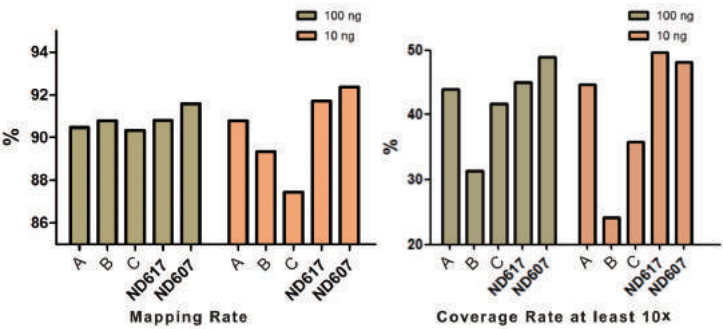 100 ng
10 ng
94
92
90
88
86
%
A
B
C
ND617
ND607
A
B
C
ND617
ND607
Mapping Rate
100 ng
10 ng
50
40
30
20
%
A
B
C
ND617
ND607
A
B
C
ND617
ND607
Coverage Rate at least 10x